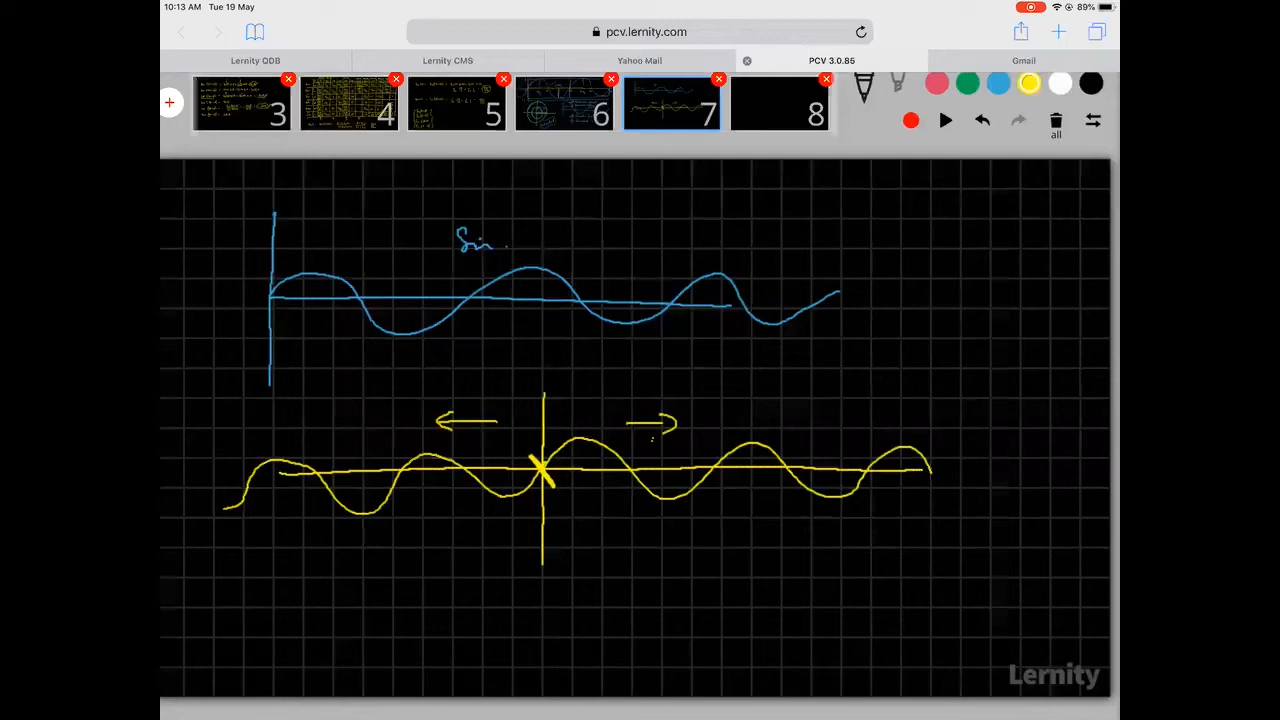 10:13 AM Tue 19 May
89%
pcv.lernity.com
Lernity QDB
Lernity CMS
Yahoo Mail
PCV 3.0.85
Gmail
3
4
5
6
7
8
all
Sin
Lernity